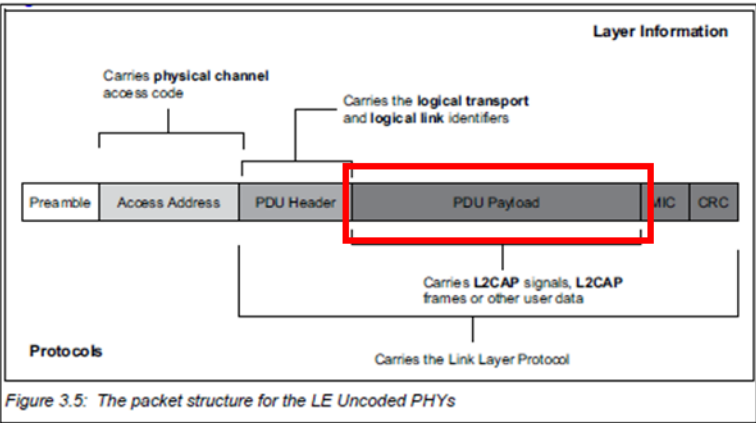 Layer Information
Carries physical channel
access code
Carries the logical transport
and logical link identifiers
Preamble
Access Address
PDU Header
PDU Payload
MIC
CRC
Carries L2CAP signals, L2CAP
frames or other user data
Protocols
Carries the Link Layer Protocol
Figure 3.5: The packet structure for the LE Uncoded PHYs